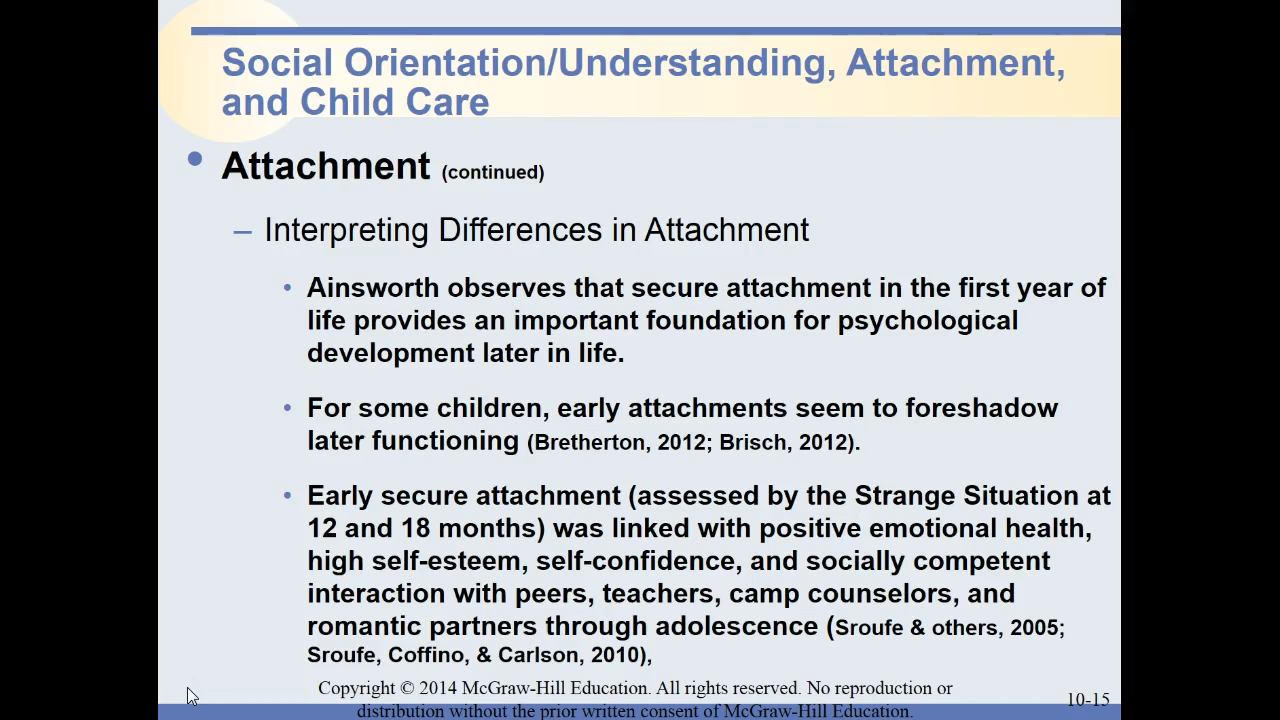 Social Orientation/Understanding, Attachment,
and Child Care
• Attachment (continued)
– Interpreting Differences in Attachment
• Ainsworth observes that secure attachment in the first year of
life provides an important foundation for psychological
development later in life.
• For some children, early attachments seem to foreshadow
later functioning (Bretherton, 2012; Brisch, 2012).
• Early secure attachment (assessed by the Strange Situation at
12 and 18 months) was linked with positive emotional health,
high self-esteem, self-confidence, and socially competent
interaction with peers, teachers, camp counselors, and
romantic partners through adolescence (Sroufe & others, 2005;
Sroufe, Coffino, & Carlson, 2010),
Copyright © 2014 McGraw-Hill Education. All rights reserved. No reproduction or
distribution without the prior written consent of McGraw-Hill Education.
10-15